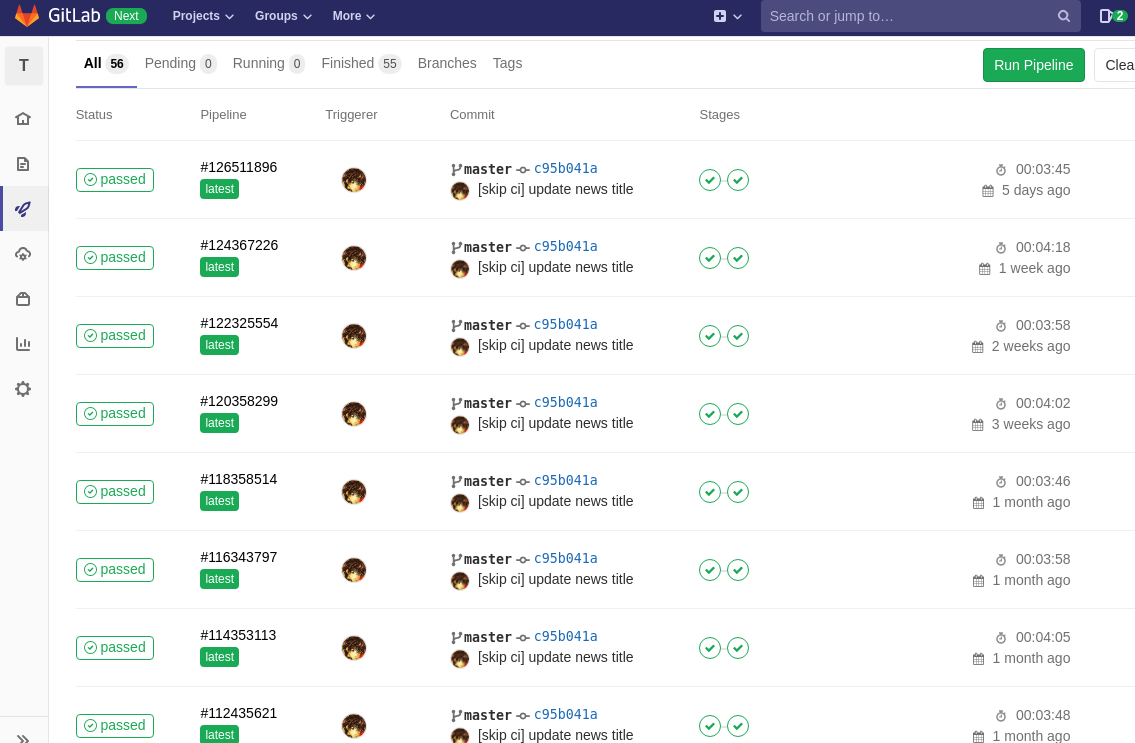 GitLab Next Projects Groups More Search or jump to… 2
T
All 56 Pending 0 Running 0 Finished 55 Branches Tags Run Pipeline Clea
Status Pipeline Triggerer Commit Stages
passed #126511896 latest master c95b041a [skip ci] update news title 00:03:45 5 days ago
passed #124367226 latest master c95b041a [skip ci] update news title 00:04:18 1 week ago
passed #122325554 latest master c95b041a [skip ci] update news title 00:03:58 2 weeks ago
passed #120358299 latest master c95b041a [skip ci] update news title 00:04:02 3 weeks ago
passed #118358514 latest master c95b041a [skip ci] update news title 00:03:46 1 month ago
passed #116343797 latest master c95b041a [skip ci] update news title 00:03:58 1 month ago
passed #114353113 latest master c95b041a [skip ci] update news title 00:04:05 1 month ago
passed #112435621 latest master c95b041a [skip ci] update news title 00:03:48 1 month ago